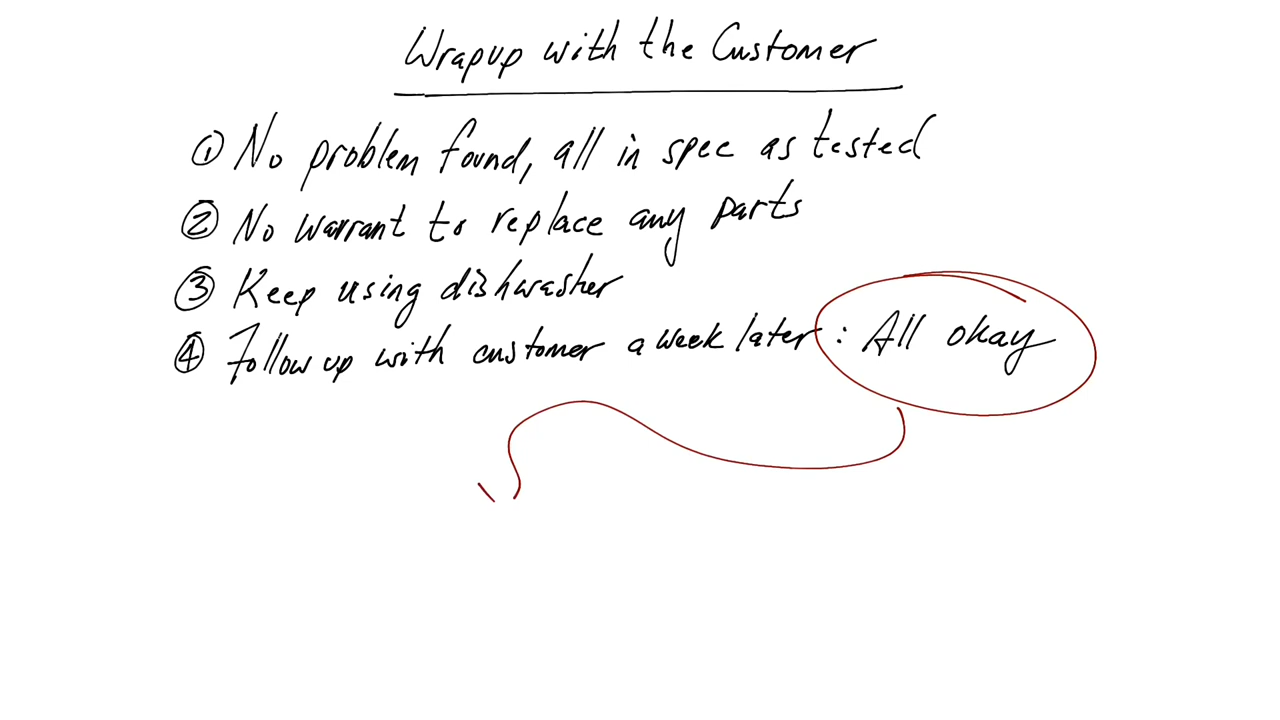 Wrapup with the Customer
① No problem found, all in spec as tested
② No warrant to replace any parts
③ Keep using dishwasher
④ Follow up with customer a week later: All okay